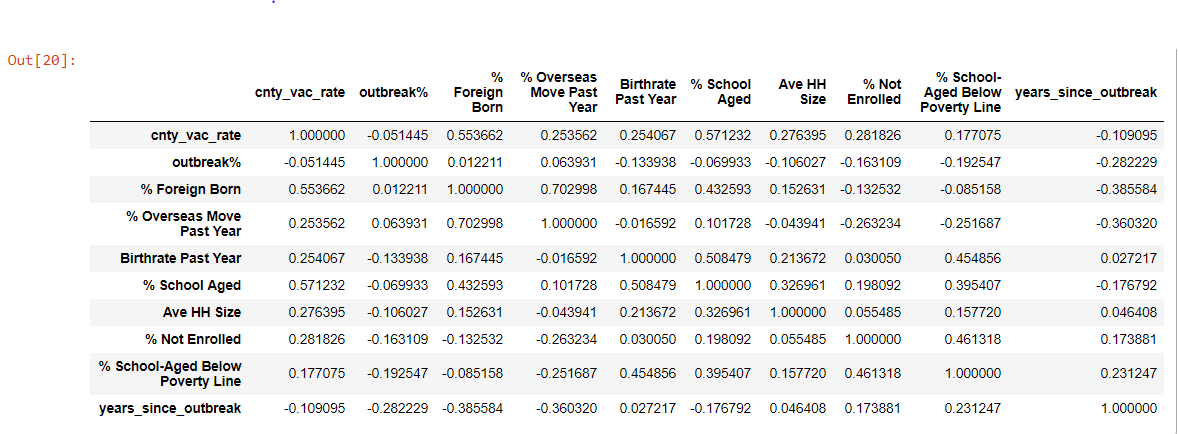 Out[20]:
cnty_vac_rate outbreak% % Foreign Born % Overseas Move Past Year Birthrate Past Year % School Aged Ave HH Size % Not Enrolled % School-Aged Below Poverty Line years_since_outbreak
cnty_vac_rate 1.000000 -0.051445 0.553662 0.253562 0.254067 0.571232 0.276395 0.281826 0.177075 -0.109095
outbreak% -0.051445 1.000000 0.012211 0.063931 -0.133938 -0.069933 -0.106027 -0.163109 -0.192547 -0.282229
% Foreign Born 0.553662 0.012211 1.000000 0.702998 0.167445 0.432593 0.152631 -0.132532 -0.085158 -0.385584
% Overseas Move Past Year 0.253562 0.063931 0.702998 1.000000 -0.016592 0.101728 -0.043941 -0.263234 -0.251687 -0.360320
Birthrate Past Year 0.254067 -0.133938 0.167445 -0.016592 1.000000 0.508479 0.213672 0.030050 0.454856 0.027217
% School Aged 0.571232 -0.069933 0.432593 0.101728 0.508479 1.000000 0.326961 0.198092 0.395407 -0.176792
Ave HH Size 0.276395 -0.106027 0.152631 -0.043941 0.213672 0.326961 1.000000 0.055485 0.157720 0.046408
% Not Enrolled 0.281826 -0.163109 -0.132532 -0.263234 0.030050 0.198092 0.055485 1.000000 0.461318 0.173881
% School-Aged Below Poverty Line 0.177075 -0.192547 -0.085158 -0.251687 0.454856 0.395407 0.157720 0.461318 1.000000 0.231247
years_since_outbreak -0.109095 -0.282229 -0.385584 -0.360320 0.027217 -0.176792 0.046408 0.173881 0.231247 1.000000